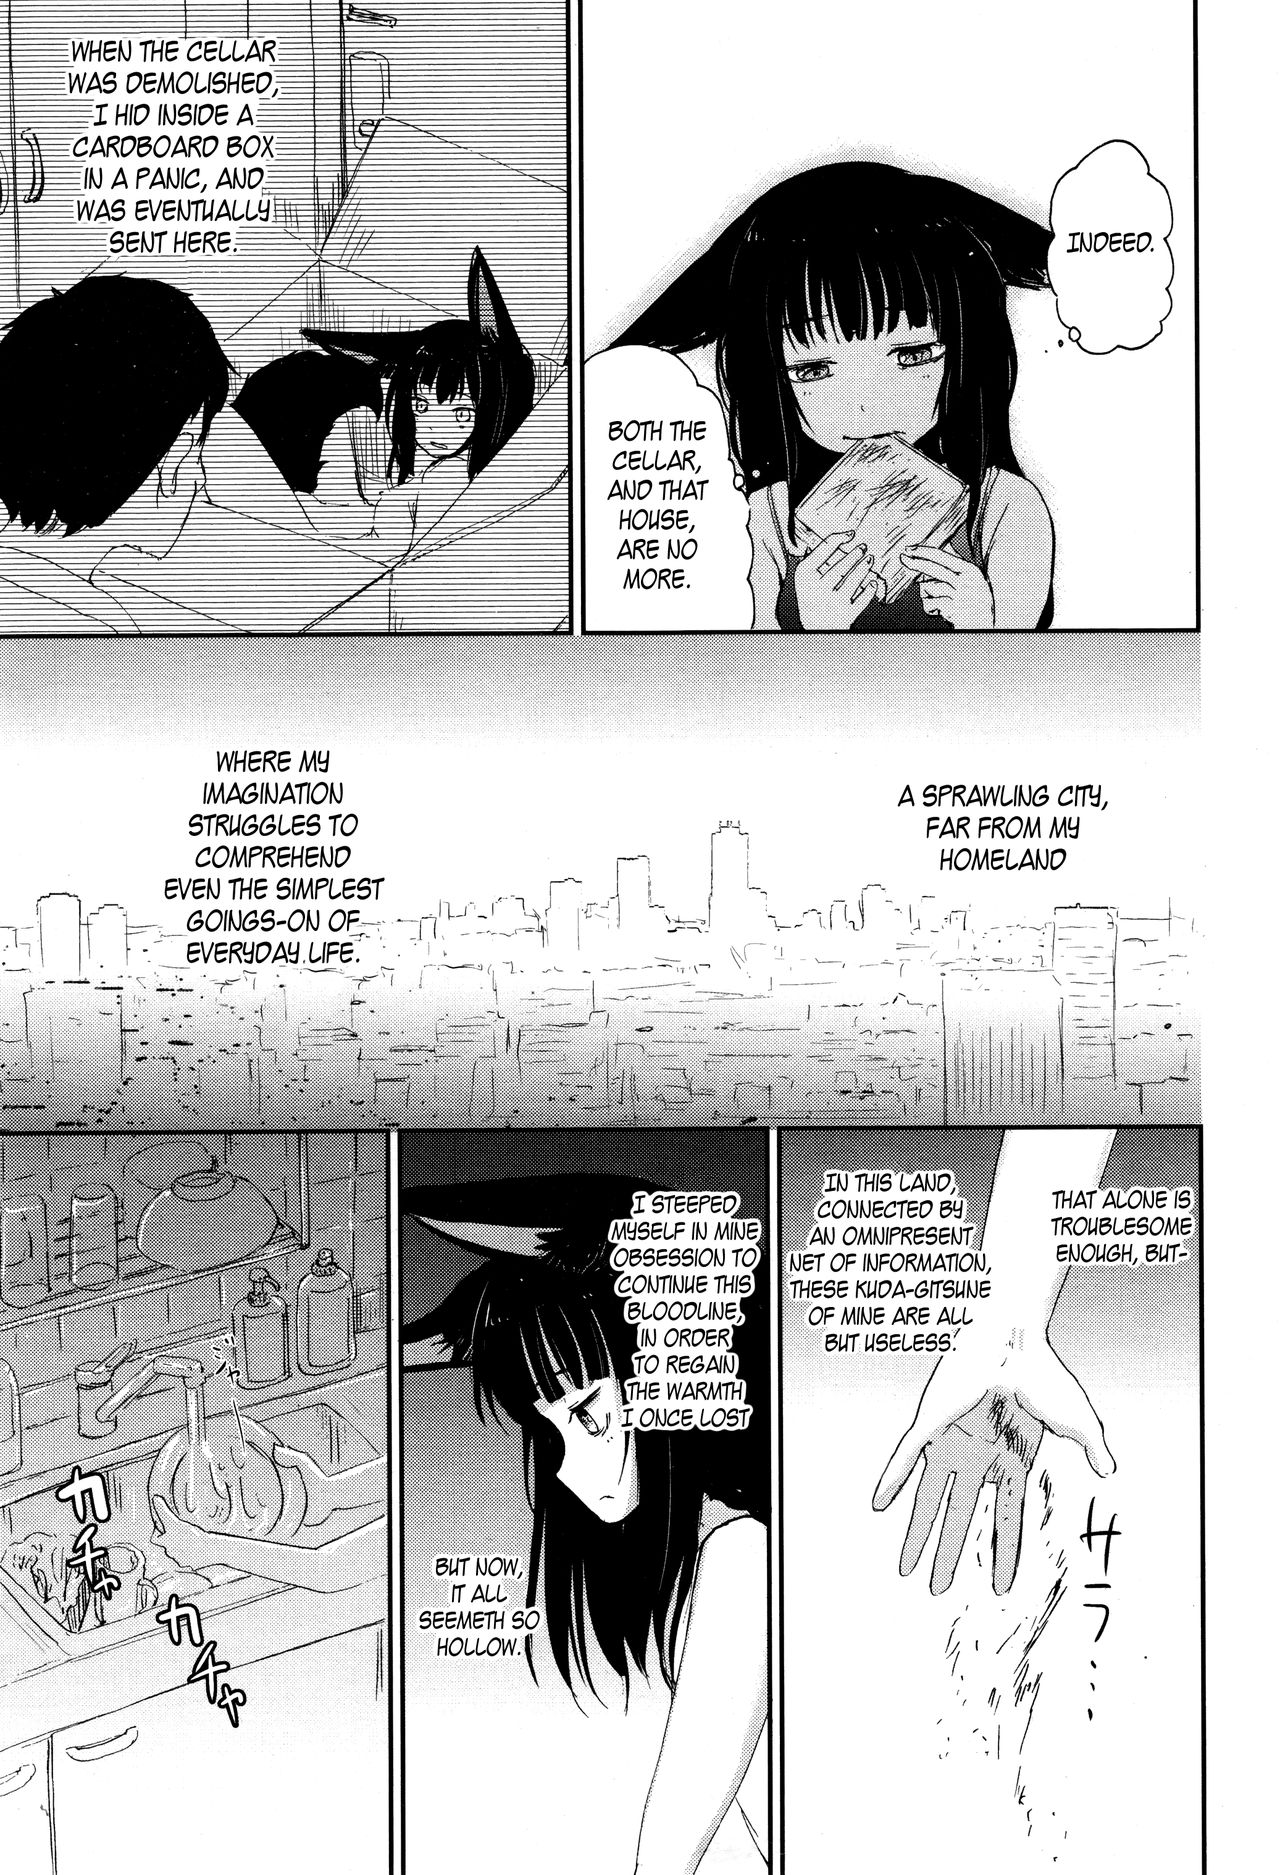 INDEED.
BOTH THE
CELLAR,
AND THAT
HOUSE,
ARE NO
MORE.
WHEN THE CELLAR
WAS DEMOLISHED,
I HID INSIDE A
CARDBOARD BOX
IN A PANIC, AND
WAS EVENTUALLY
SENT HERE.
A SPRAWLING CITY,
FAR FROM MY
HOMELAND
WHERE MY
IMAGINATION
STRUGGLES TO
COMPREHEND
EVEN THE SIMPLEST
GOINGS-ON OF
EVERYDAY LIFE.
THAT ALONE IS
TROUBLESOME
ENOUGH, BUT-
IN THIS LAND,
CONNECTED BY
AN OMNIPRESENT
NET OF INFORMATION,
THESE KUDA-GITSUNE
OF MINE ARE ALL
BUT USELESS.
サラ…
I STEEPED
MYSELF IN MINE
OBSESSION TO
CONTINUE THIS
BLOODLINE,
IN ORDER
TO REGAIN
THE WARMTH
I ONCE LOST
BUT NOW,
IT ALL
SEEMETH SO
HOLLOW.
ジャー
カチャ
カチャ